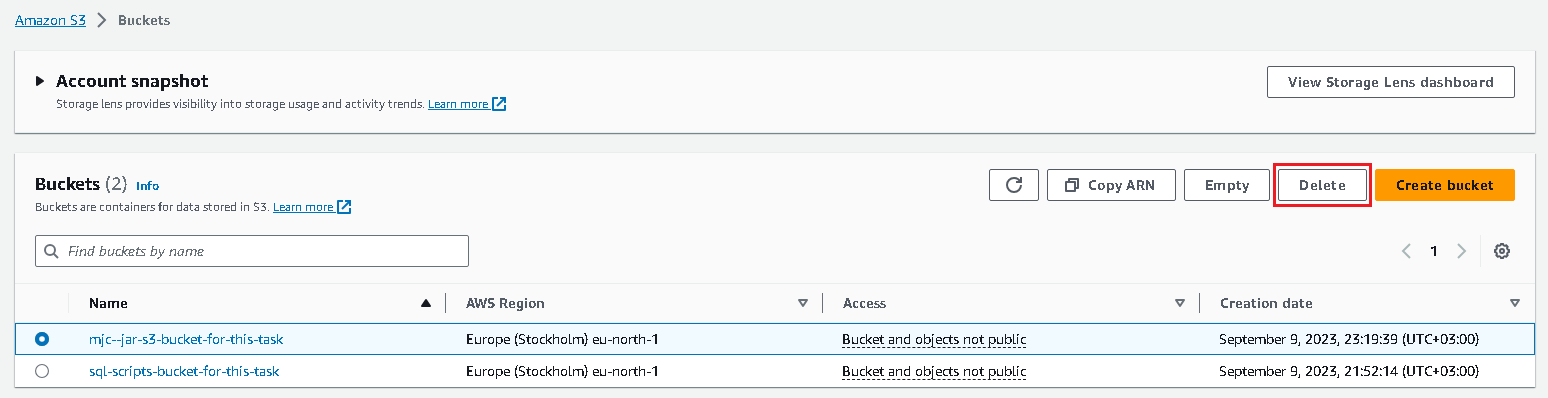 Amazon S3 > Buckets
Account snapshot
View Storage Lens dashboard
Storage lens provides visibility into storage usage and activity trends. Learn more
Buckets (2) Info
Copy ARN Empty Delete Create bucket
Buckets are containers for data stored in S3. Learn more
Find buckets by name
1
Name AWS Region Access Creation date
mjc--jar-s3-bucket-for-this-task Europe (Stockholm) eu-north-1 Bucket and objects not public September 9, 2023, 23:19:39 (UTC+03:00)
sql-scripts-bucket-for-this-task Europe (Stockholm) eu-north-1 Bucket and objects not public September 9, 2023, 21:52:14 (UTC+03:00)